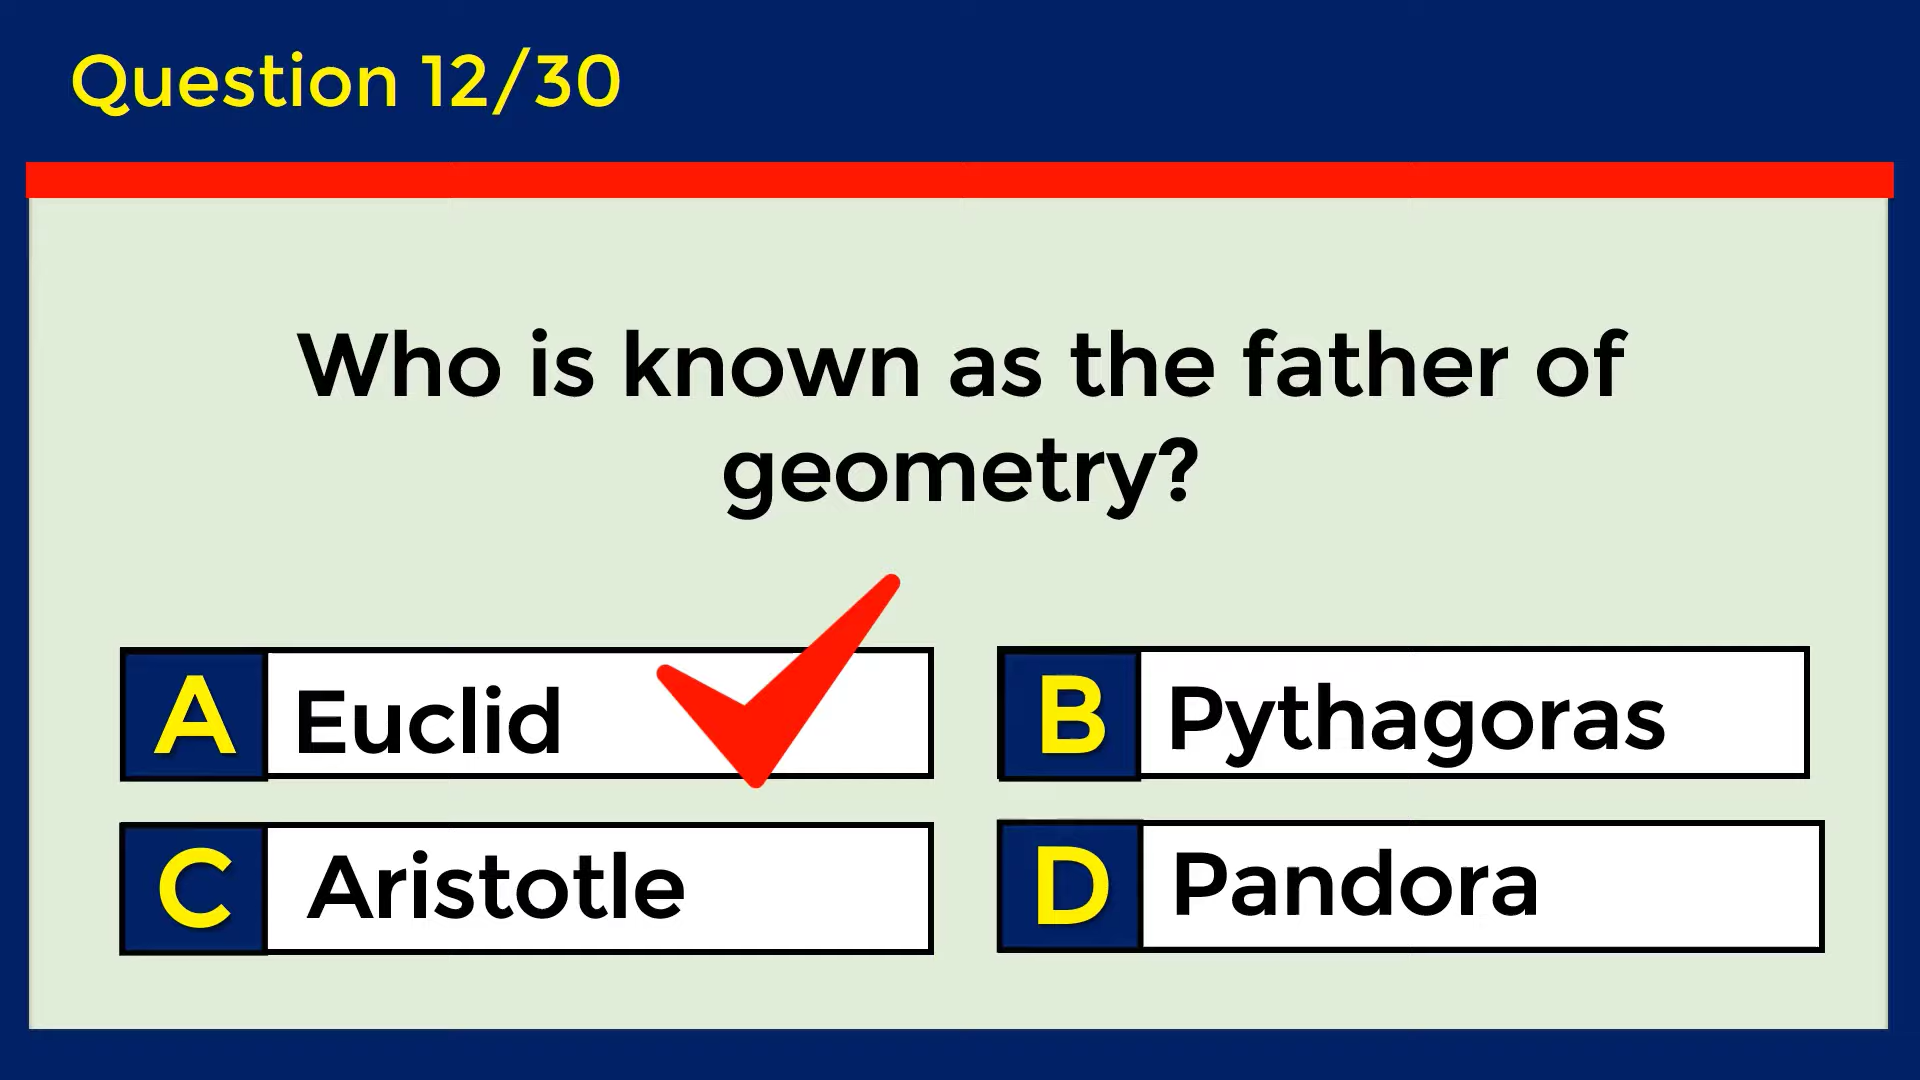 Question 12/30
Who is known as the father of
geometry?
A Euclid
B Pythagoras
C Aristotle
D Pandora